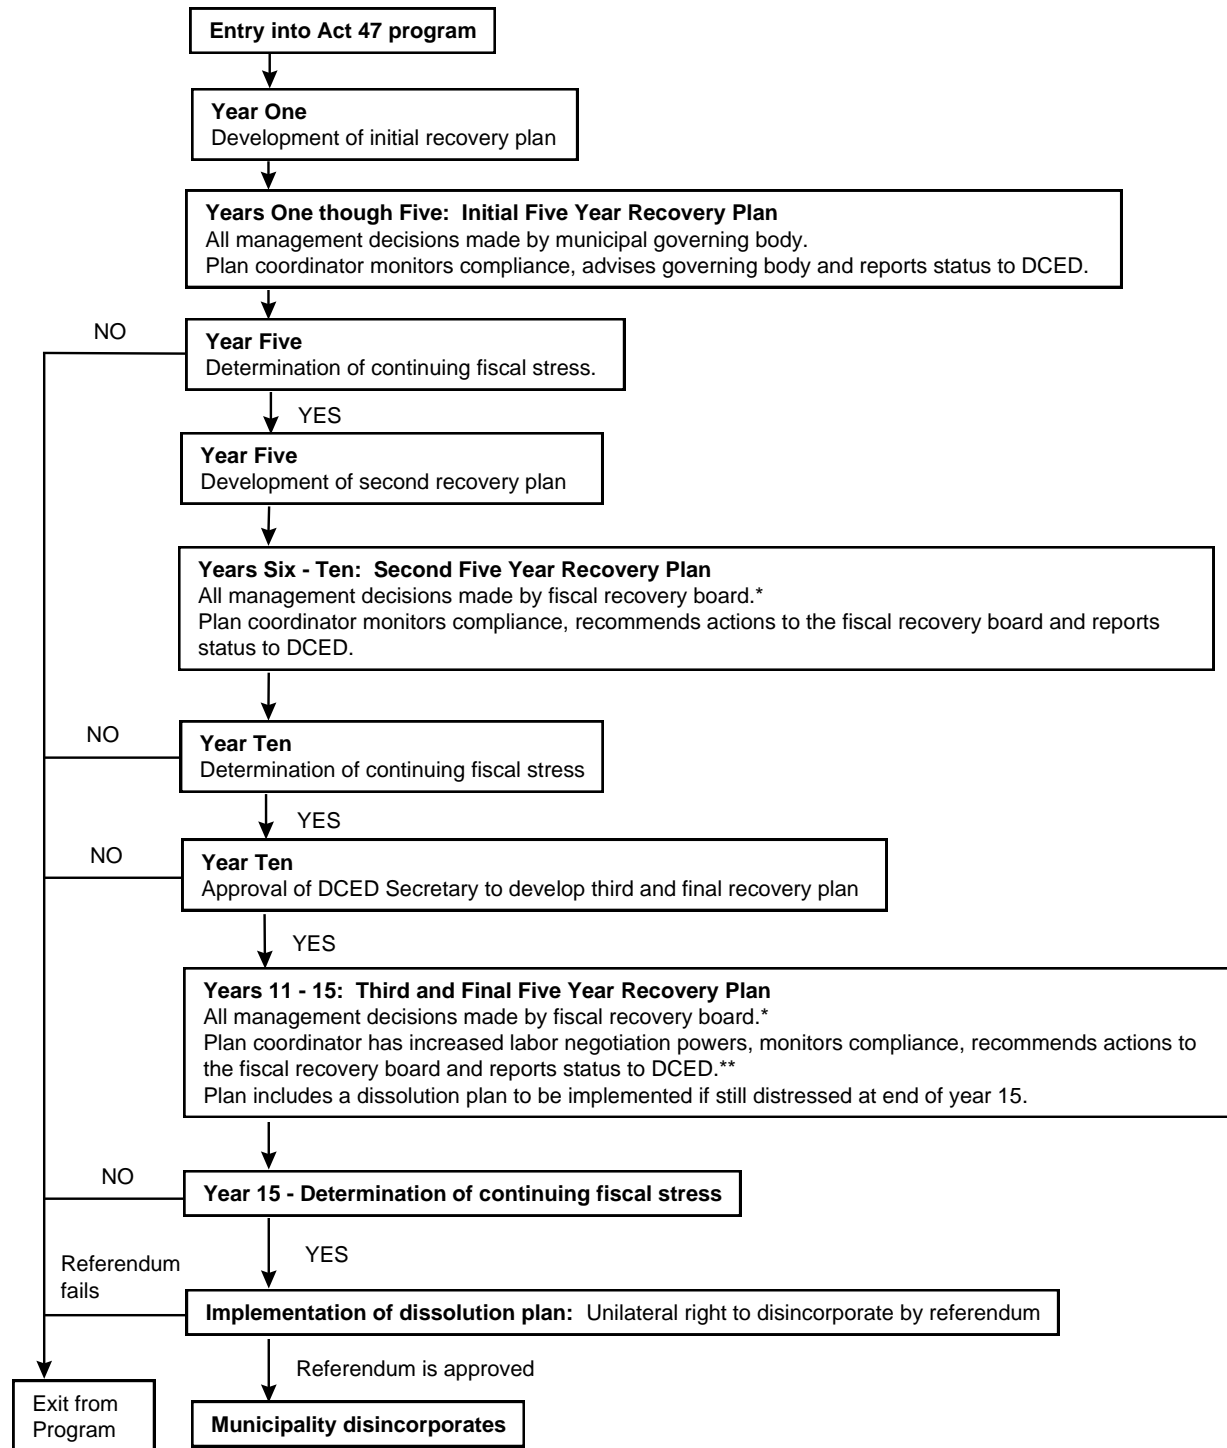 Entry into Act 47 program
Year One
Development of initial recovery plan
Years One though Five: Initial Five Year Recovery Plan
All management decisions made by municipal governing body.
Plan coordinator monitors compliance, advises governing body and reports status to DCED.
NO
Year Five
Determination of continuing fiscal stress.
YES
Year Five
Development of second recovery plan
Years Six - Ten: Second Five Year Recovery Plan
All management decisions made by fiscal recovery board.*
Plan coordinator monitors compliance, recommends actions to the fiscal recovery board and reports
status to DCED.
NO
Year Ten
Determination of continuing fiscal stress
YES
NO
Year Ten
Approval of DCED Secretary to develop third and final recovery plan
YES
Years 11 - 15: Third and Final Five Year Recovery Plan
All management decisions made by fiscal recovery board.*
Plan coordinator has increased labor negotiation powers, monitors compliance, recommends actions to
the fiscal recovery board and reports status to DCED.**
Plan includes a dissolution plan to be implemented if still distressed at end of year 15.
NO
Year 15 - Determination of continuing fiscal stress
YES
Referendum
fails
Implementation of dissolution plan: Unilateral right to disincorporate by referendum
Referendum is approved
Exit from
Program
Municipality disincorporates